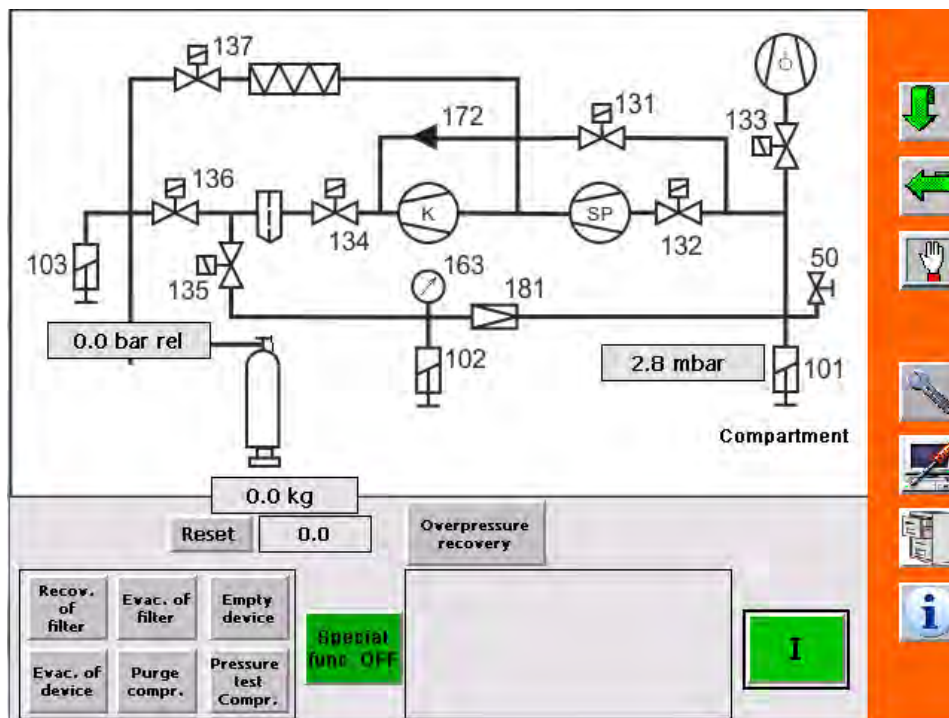 137
172
131
133
136
K
SP
134
132
103
135
163
181
50
0.0 bar rel
102
2.8 mbar
101
Compartment
0.0 kg
Reset
0.0
Overpressure
recovery
Recov.
of
filter
Evac. of
filter
Empty
device
Special
func. OFF
I
Evac. of
device
Purge
compr.
Pressure
test
Compr.
i